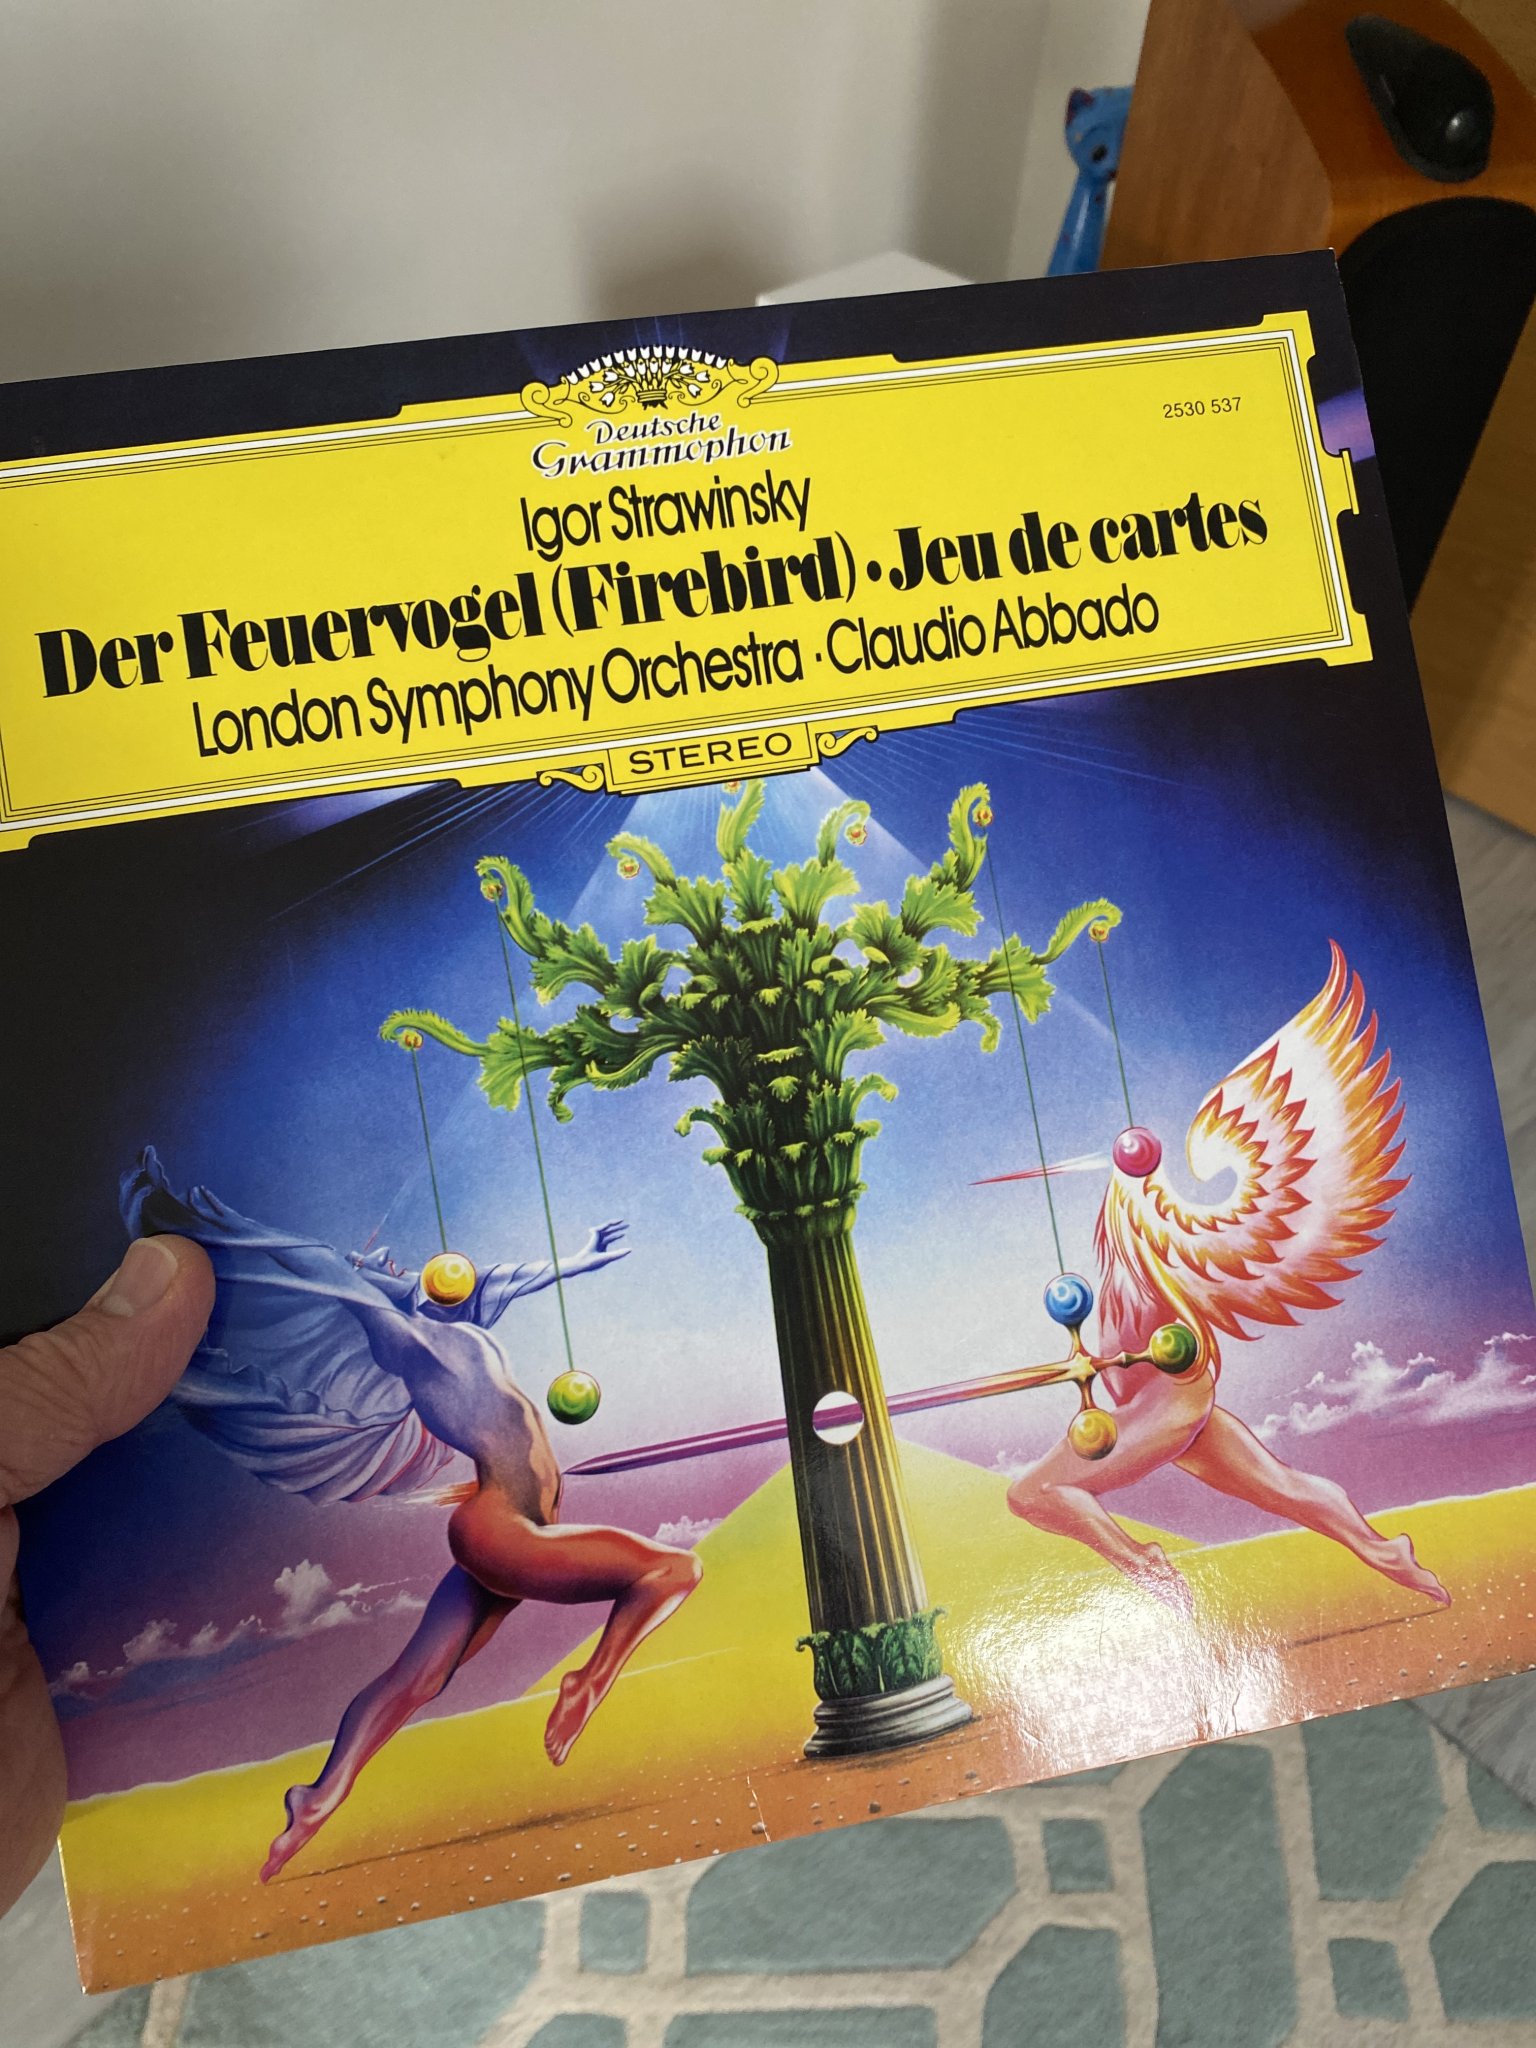 2530 537
Deutsche
Grammophon
Igor Strawinsky
Der Feuervogel (Firebird) · Jeu de cartes
London Symphony Orchestra · Claudio Abbado
STEREO